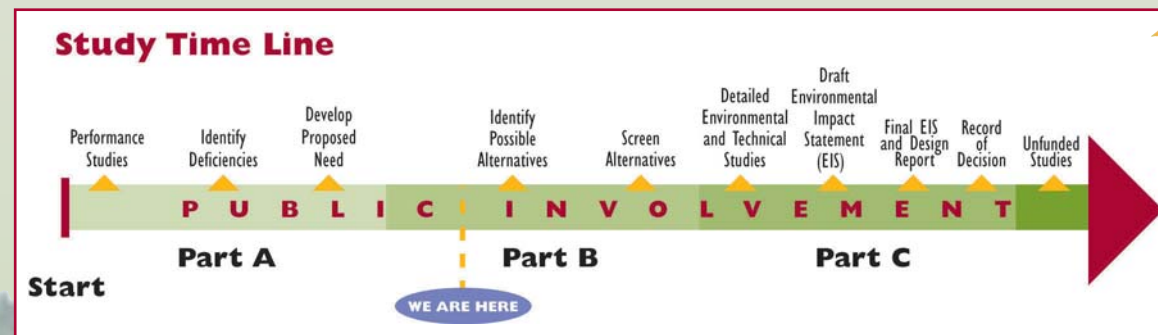 Study Time Line
Performance
Studies
Identify
Deficiencies
Develop
Proposed
Need
Identify
Possible
Alternatives
Screen
Alternatives
Detailed
Environmental
and Technical
Studies
Draft
Environmental
Impact
Statement
(EIS)
Final EIS
and Design
Report
Record
of
Decision
Unfunded
Studies
PUBLIC INVOLVEMENT
Part A
Part B
Part C
Start
WE ARE HERE